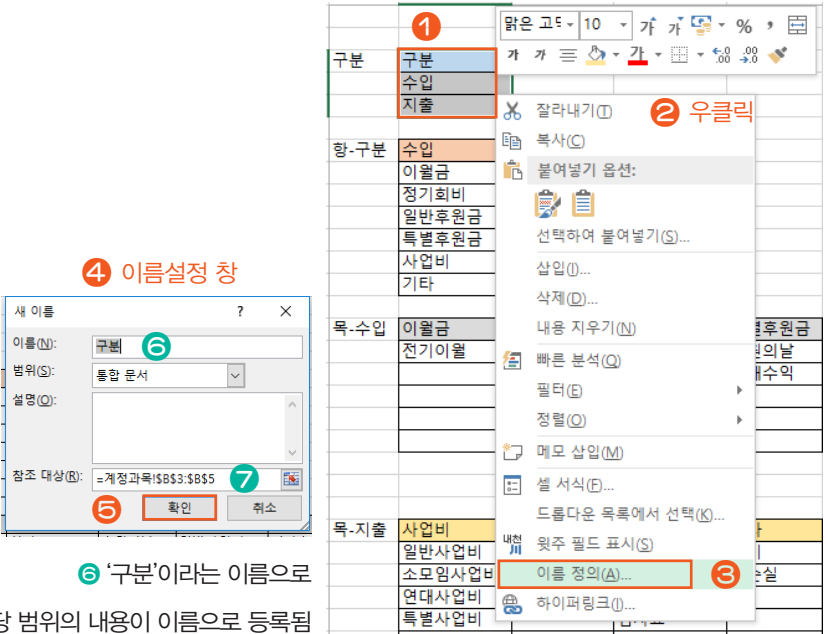 ❶
맑은 고딕 10 가 가 % ,
가 가 가 .00 .00
구분 구분
수입
지출
❷ 우클릭
잘라내기(T)
복사(C)
붙여넣기 옵션:
선택하여 붙여넣기(S)...
삽입(I)...
삭제(D)...
내용 지우기(N)
빠른 분석(Q)
필터(E)
정렬(O)
메모 삽입(M)
셀 서식(F)...
드롭다운 목록에서 선택(K)...
윗주 필드 표시(S)
이름 정의(A)... ❸
하이퍼링크(I)...
항-구분 수입
이월금
정기회비
일반후원금
특별후원금
사업비
기타
목-수입 이월금
전기이월
별후원금
의날
수익
목-지출 사업비
일반사업비
소모임사업비
연대사업비
특별사업비
❹ 이름설정 창
새 이름 ? ×
이름(N): 구분 ❻
범위(S): 통합 문서
설명(O):
참조 대상(R): =계정과목!$B$3:$B$5 ❼
❺ 확인 취소
❻ ‘구분’이라는 이름으로
당 범위의 내용이 이름으로 등록됨